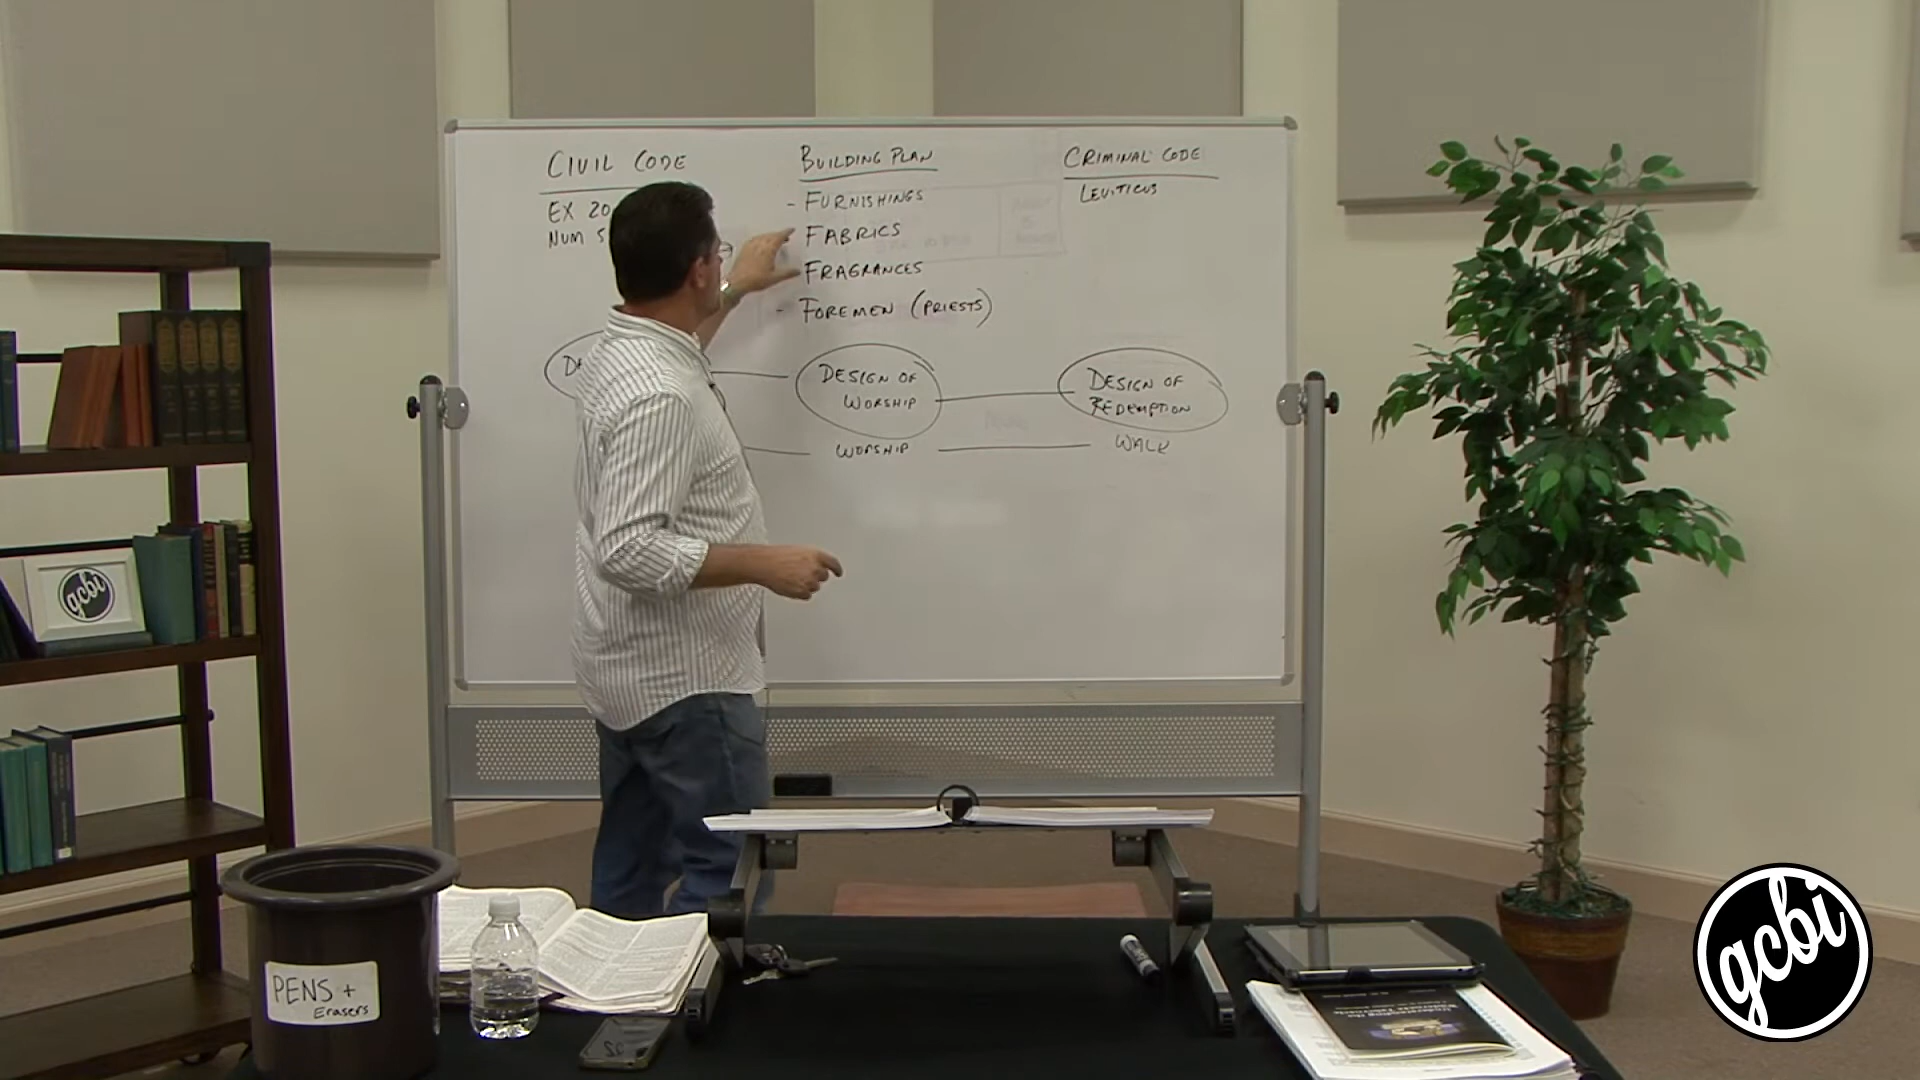 CIVIL CODE
EX 20
NUM 5
BUILDING PLAN
- FURNISHINGS
- FABRICS
- FRAGRANCES
- FOREMEN (PRIESTS)
CRIMINAL CODE
LEVITICUS
DESIGN OF
WORSHIP
DESIGN OF
REDEMPTION
WORSHIP
WALK
gcbi
PENS +
Erasers
gcbi